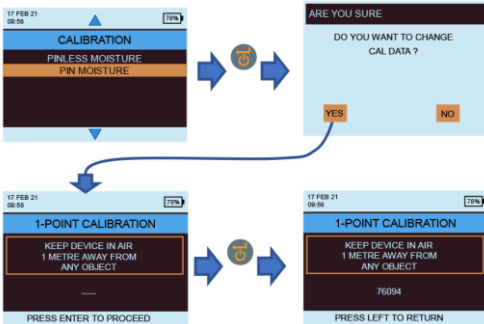 17 FEB 21
09:58
78%
CALIBRATION
PINLESS MOISTURE
PIN MOISTURE
ARE YOU SURE
DO YOU WANT TO CHANGE
CAL DATA ?
YES
NO
17 FEB 21
09:58
78%
1-POINT CALIBRATION
KEEP DEVICE IN AIR
1 METRE AWAY FROM
ANY OBJECT
----
PRESS ENTER TO PROCEED
17 FEB 21
09:58
78%
1-POINT CALIBRATION
KEEP DEVICE IN AIR
1 METRE AWAY FROM
ANY OBJECT
76094
PRESS LEFT TO RETURN